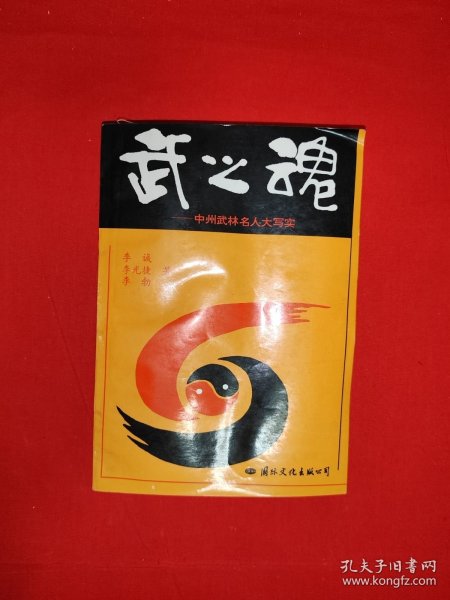 武之魂
——中州武林名人大写实
李 诚
李光捷 著
李 勃
国际文化出版公司
孔夫子旧书网
www.kongfz.com